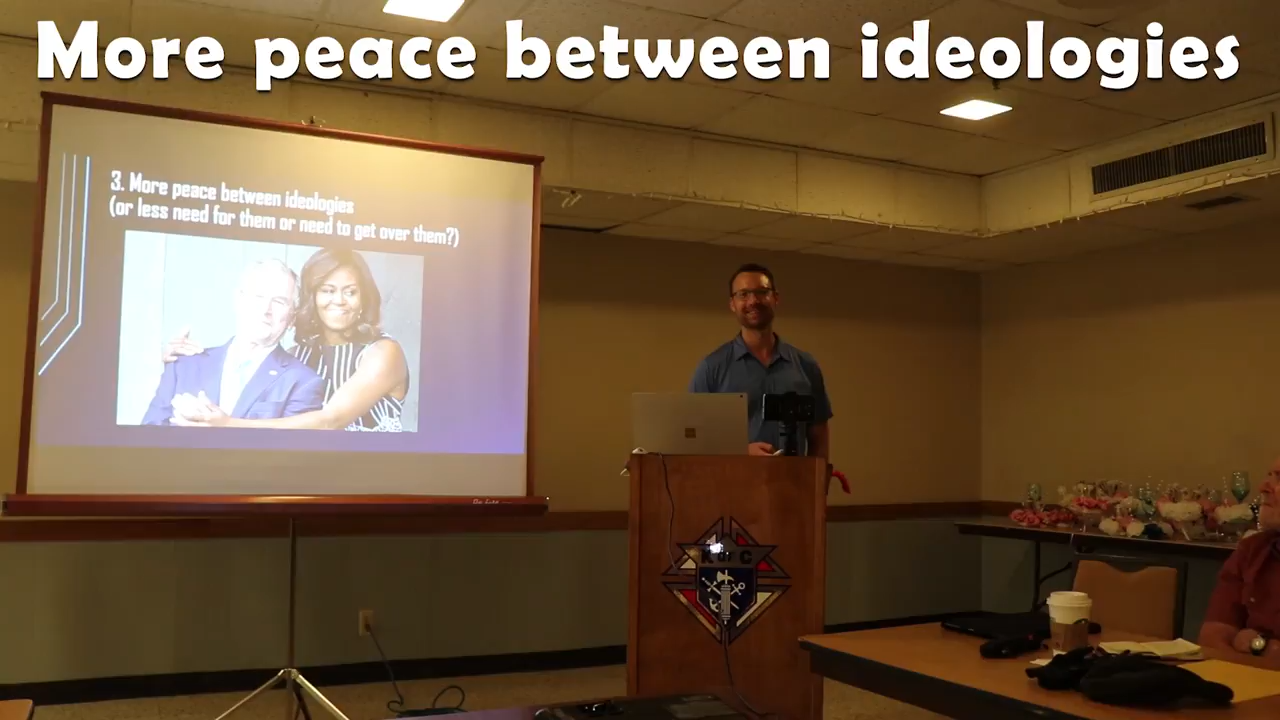 More peace between ideologies
3. More peace between ideologies
(or less need for them or need to get over them?)
K of C